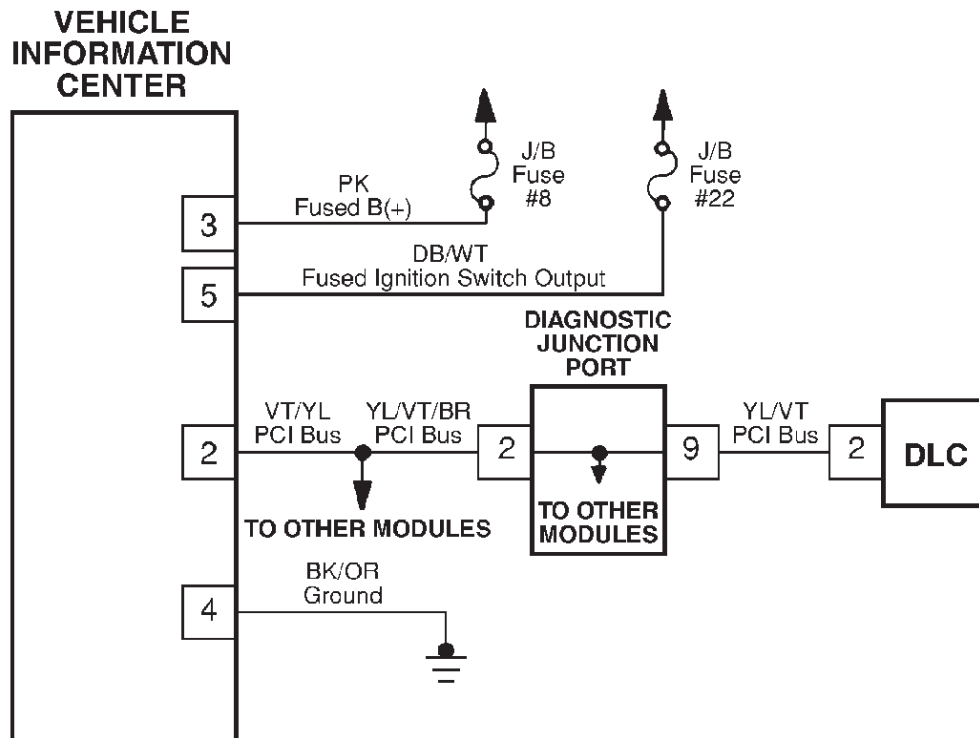 VEHICLE
INFORMATION
CENTER
J/B
Fuse
#8
J/B
Fuse
#22
PK
Fused B(+)
3
DB/WT
Fused Ignition Switch Output
5
DIAGNOSTIC
JUNCTION
PORT
VT/YL
PCI Bus
YL/VT/BR
PCI Bus
YL/VT
PCI Bus
2
2
9
2
DLC
TO OTHER MODULES
TO OTHER
MODULES
BK/OR
Ground
4